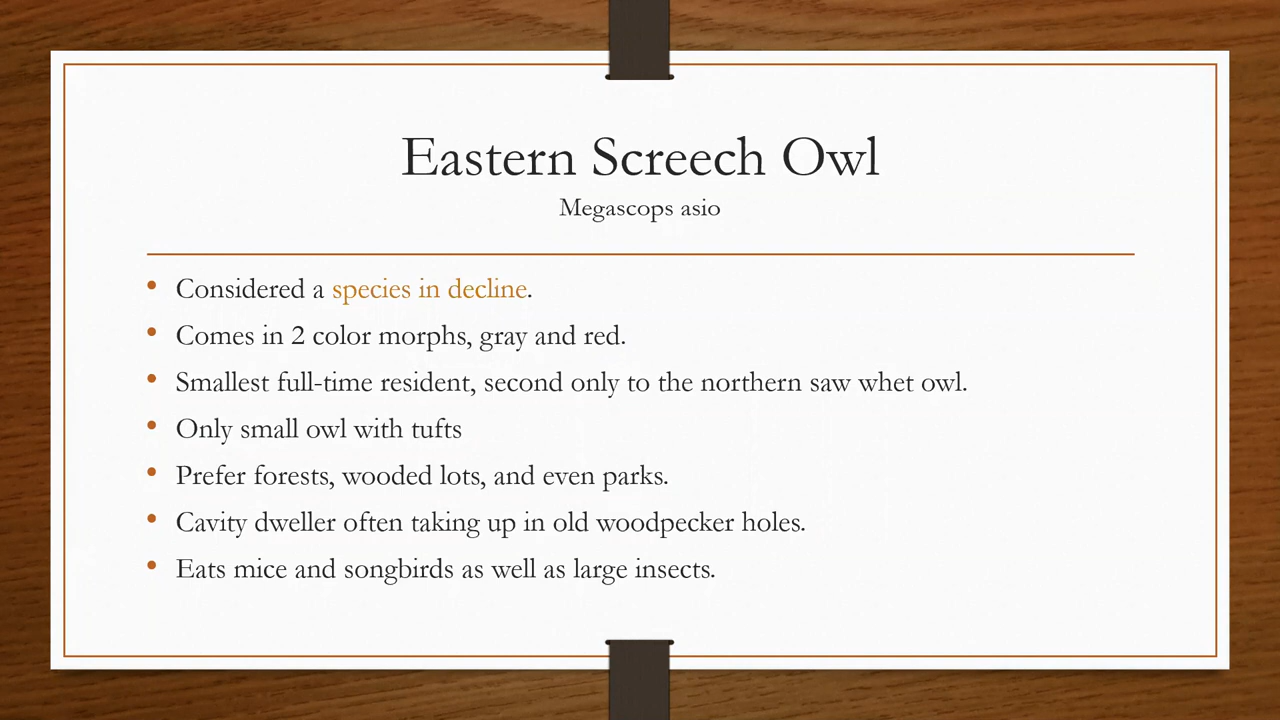 Eastern Screech Owl
Megascops asio
• Considered a species in decline.
• Comes in 2 color morphs, gray and red.
• Smallest full-time resident, second only to the northern saw whet owl.
• Only small owl with tufts
• Prefer forests, wooded lots, and even parks.
• Cavity dweller often taking up in old woodpecker holes.
• Eats mice and songbirds as well as large insects.